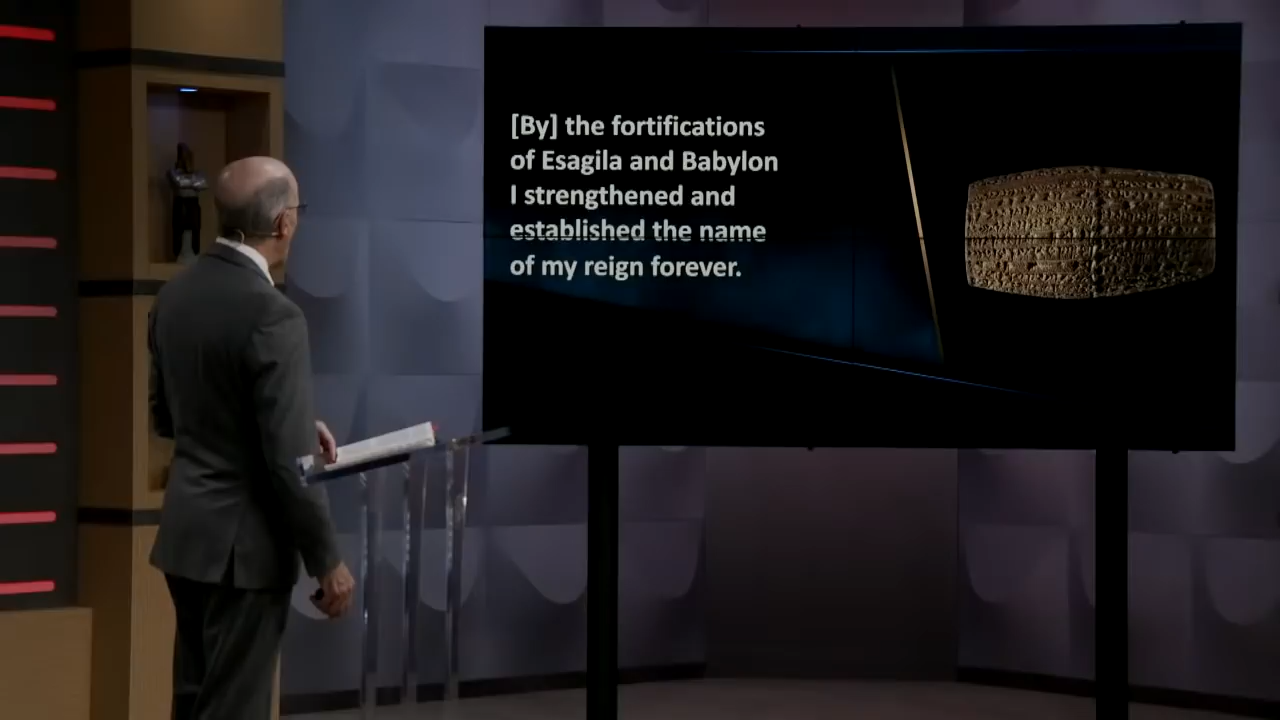 [By] the fortifications
of Esagila and Babylon
I strengthened and
established the name
of my reign forever.